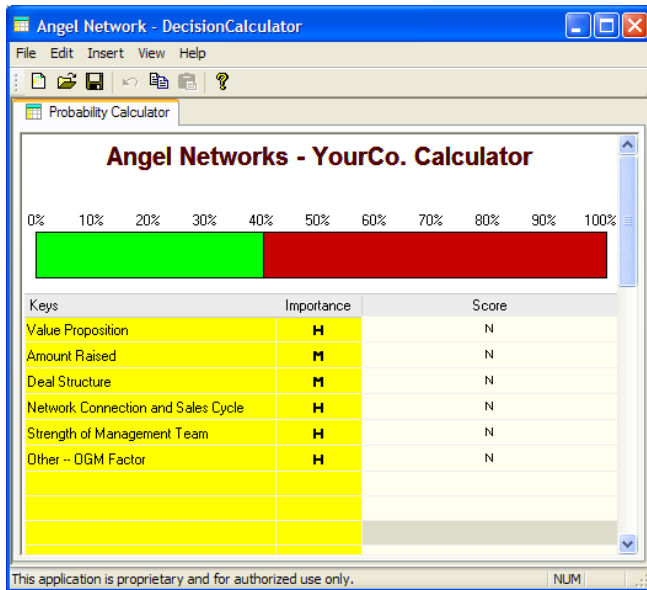 Angel Network - DecisionCalculator
File Edit Insert View Help
Probability Calculator
Angel Networks - YourCo. Calculator
0% 10% 20% 30% 40% 50% 60% 70% 80% 90% 100%
Keys Importance Score
Value Proposition H N
Amount Raised M N
Deal Structure M N
Network Connection and Sales Cycle H N
Strength of Management Team H N
Other -- OGM Factor H N
This application is proprietary and for authorized use only. NUM